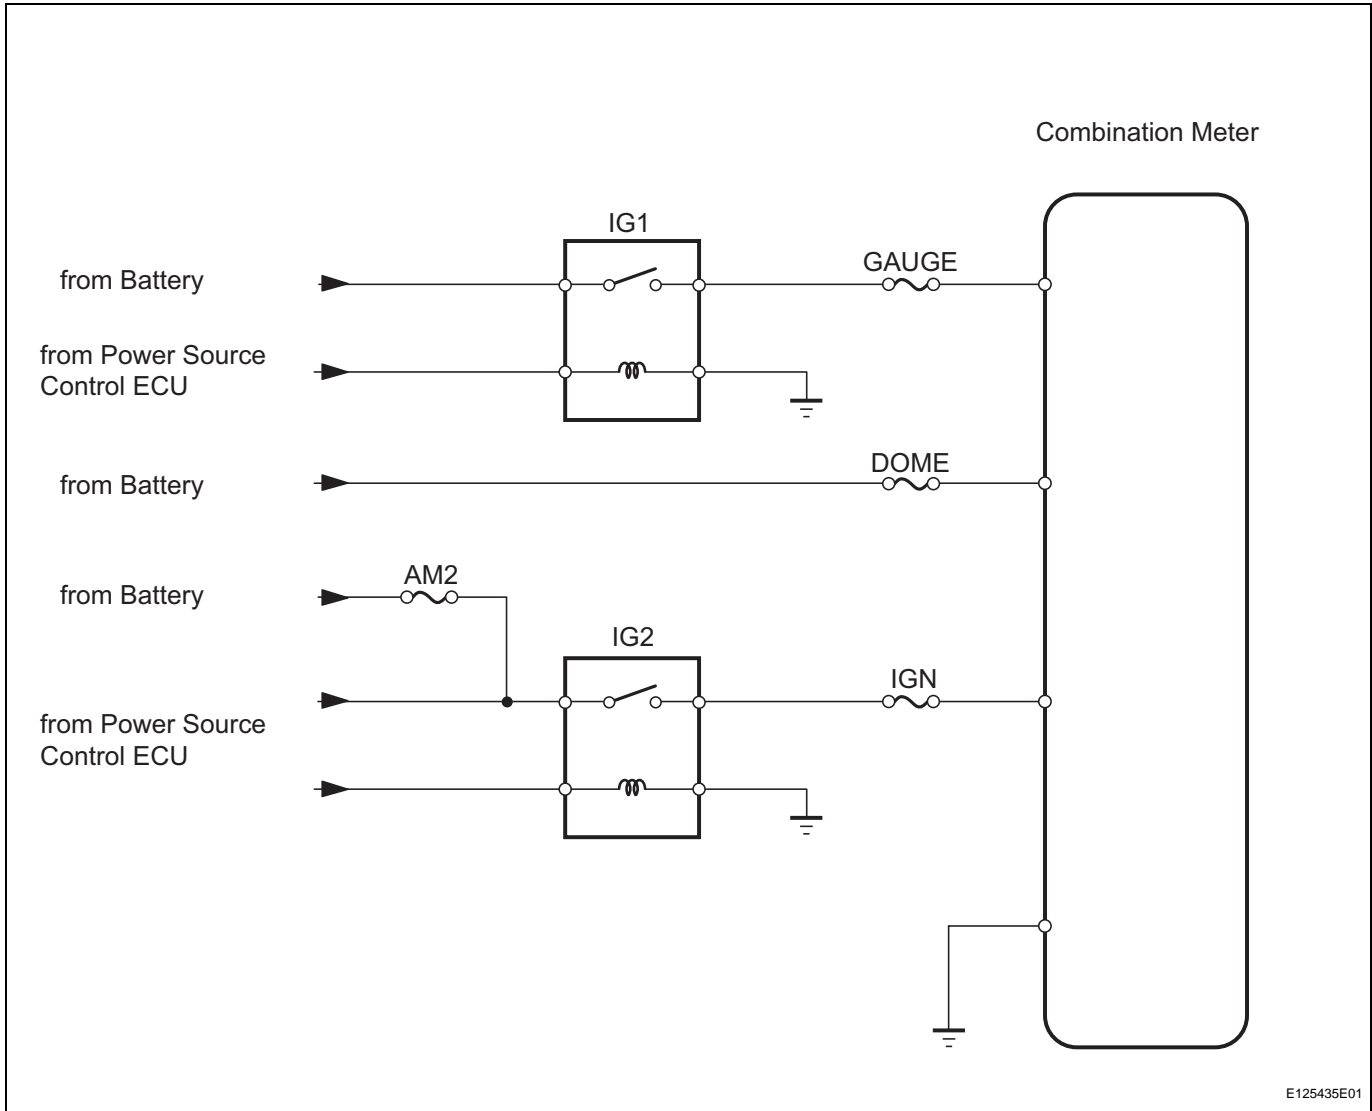 Combination Meter
IG1
from Battery
GAUGE
from Power Source
Control ECU
from Battery
DOME
from Battery
AM2
IG2
IGN
from Power Source
Control ECU
E125435E01